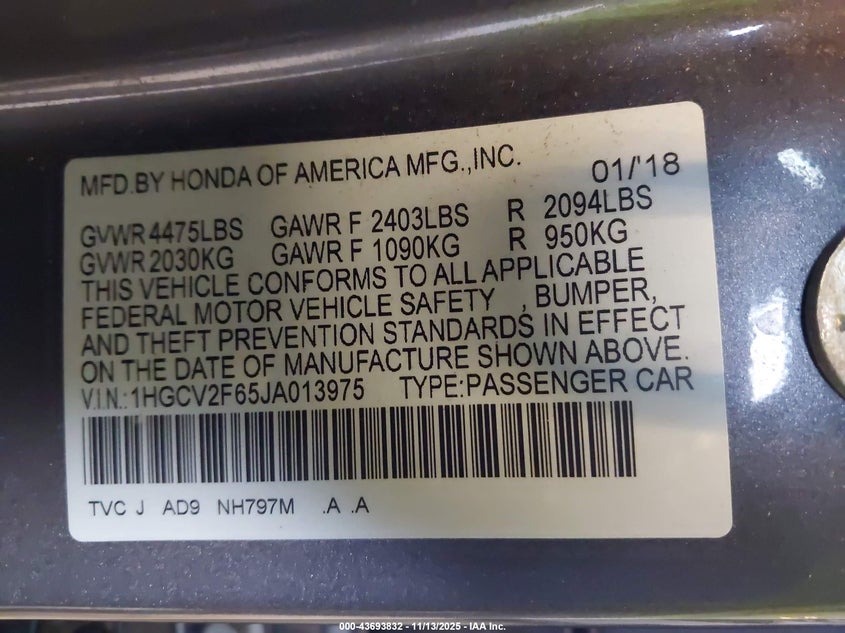 MFD.BY HONDA OF AMERICA MFG.,INC. 01/'18
GVWR 4475LBS GAWR F 2403LBS R 2094LBS
GVWR 2030KG GAWR F 1090KG R 950KG
THIS VEHICLE CONFORMS TO ALL APPLICABLE
FEDERAL MOTOR VEHICLE SAFETY , BUMPER,
AND THEFT PREVENTION STANDARDS IN EFFECT
ON THE DATE OF MANUFACTURE SHOWN ABOVE.
V.I.N.:1HGCV2F65JA013975 TYPE:PASSENGER CAR
TVC J AD9 NH797M .A .A
000-43693832 - 11/13/2025 - IAA Inc.